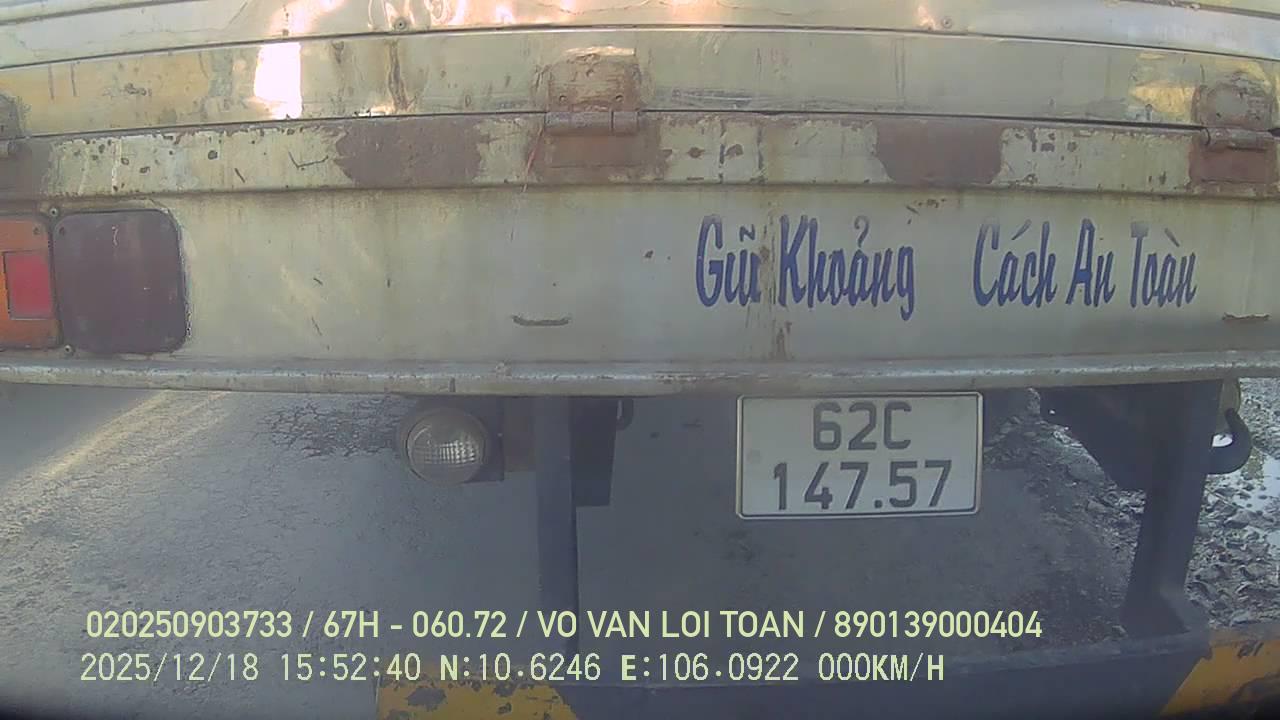 Giữ Khoảng Cách An Toàn
62C
147.57
020250903733 / 67H - 060.72 / VO VAN LOI TOAN / 890139000404
2025/12/18 15:52:40 N:10.6246 E:106.0922 000KM/H